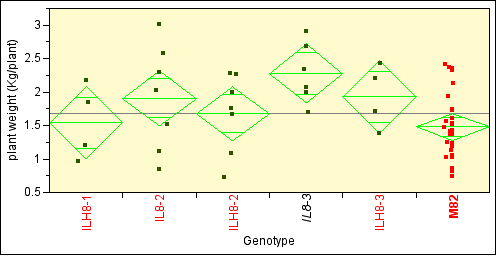 plant weight (Kg/plant)
3
2.5
2
1.5
1
0.5
ILH8-1
IL8-2
ILH8-2
IL8-3
ILH8-3
M82
Genotype